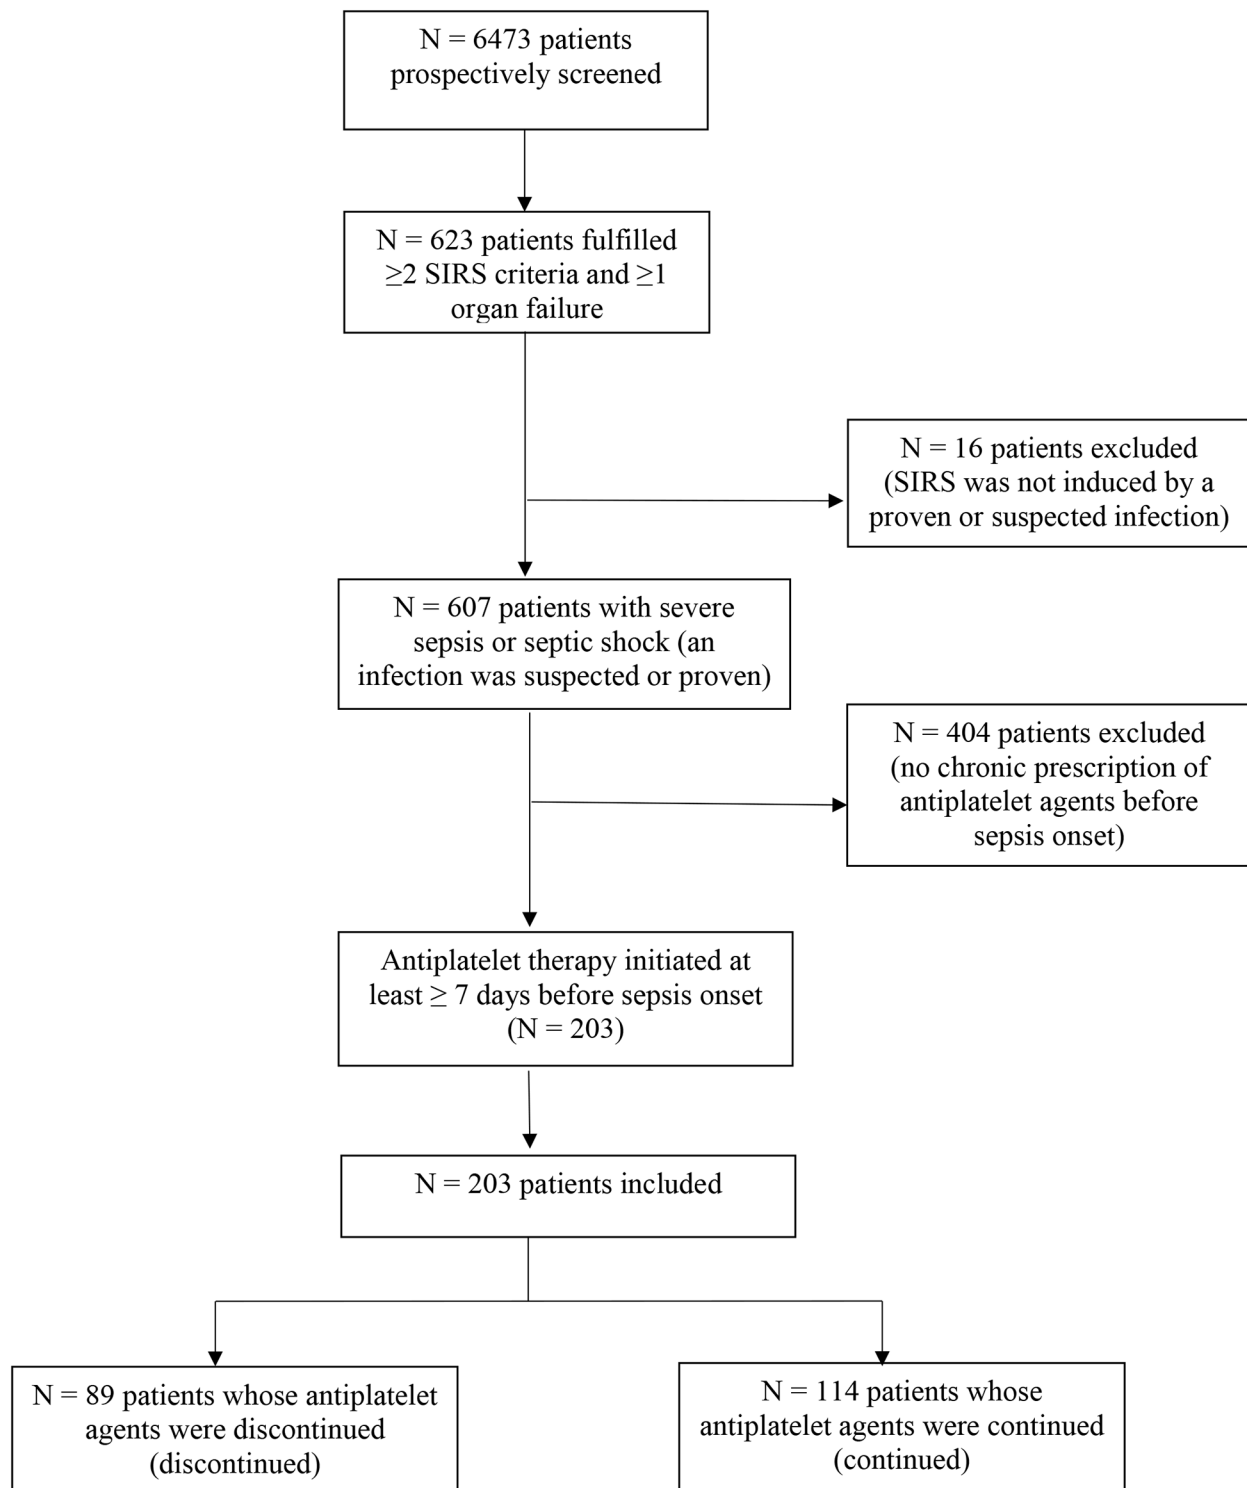 N = 6473 patients
prospectively screened
N = 623 patients fulfilled
≥2 SIRS criteria and ≥1
organ failure
N = 16 patients excluded
(SIRS was not induced by a
proven or suspected infection)
N = 607 patients with severe
sepsis or septic shock (an
infection was suspected or proven)
N = 404 patients excluded
(no chronic prescription of
antiplatelet agents before
sepsis onset)
Antiplatelet therapy initiated at
least ≥ 7 days before sepsis onset
(N = 203)
N = 203 patients included
N = 89 patients whose antiplatelet
agents were discontinued
(discontinued)
N = 114 patients whose
antiplatelet agents were continued
(continued)